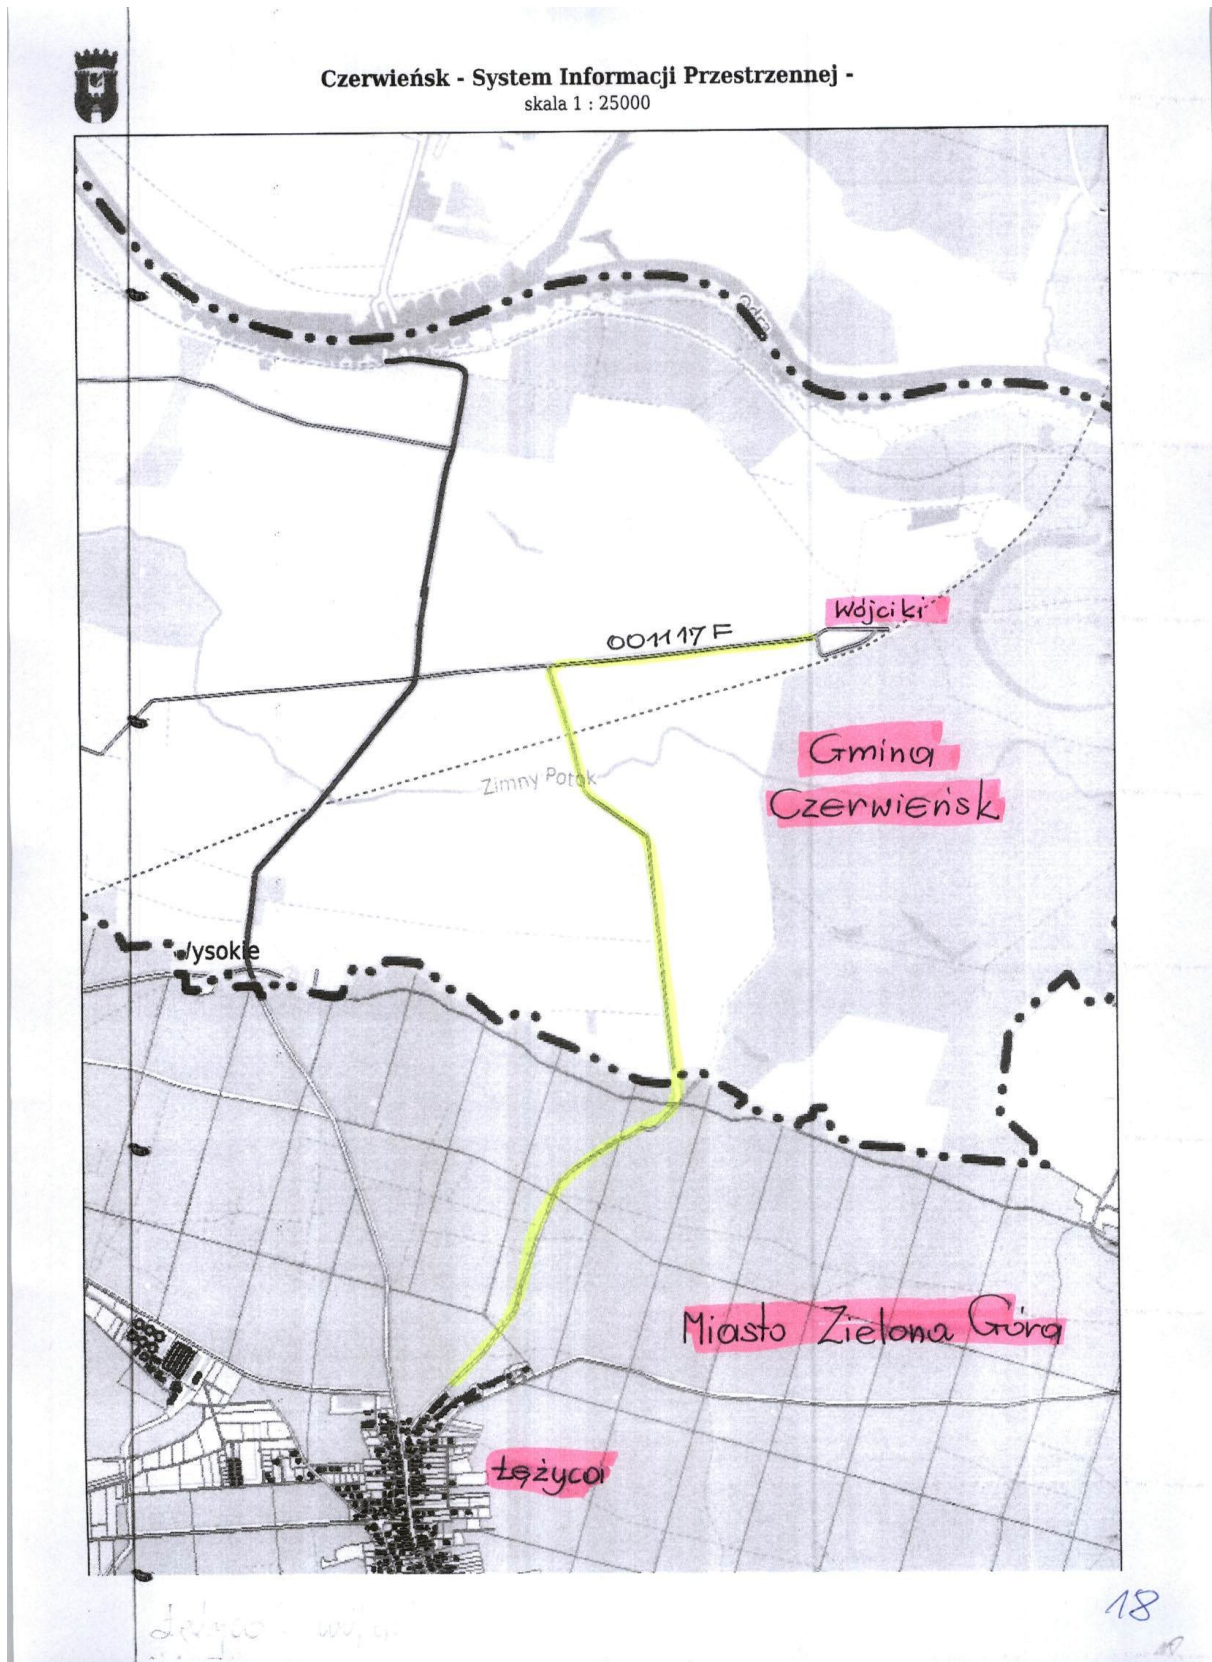 Czerwieńsk - System Informacji Przestrzennej -
skala 1 : 25000
Odra
Wójciki
001117F
Gmina
Czerwieńsk
Zimny Potok
Wysokie
Miasto Zielona Góra
Łężyca
18